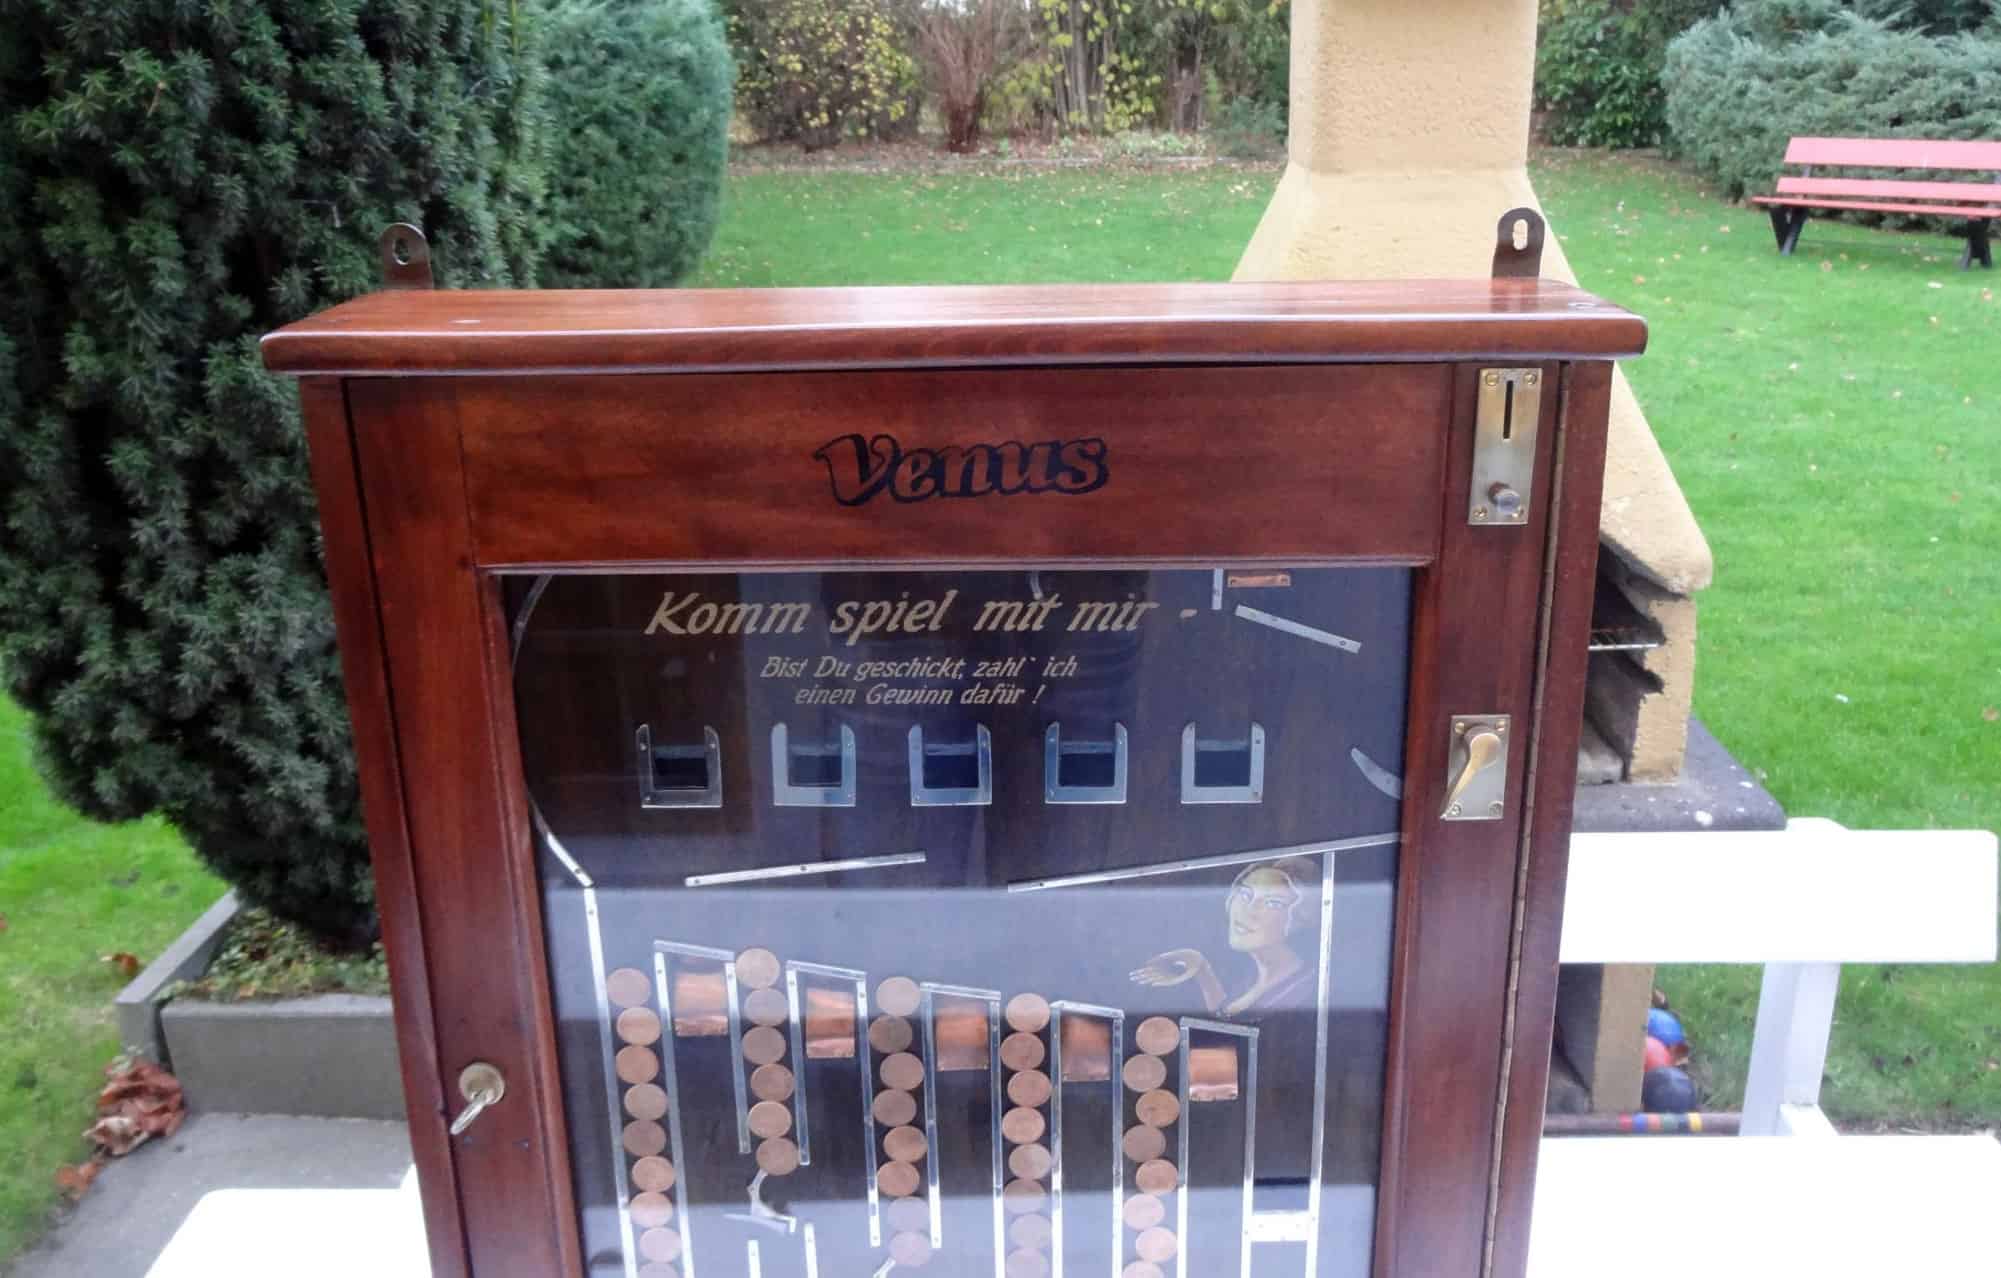 Venus
Komm spiel mit mir -
Bist Du geschickt, zahl` ich
einen Gewinn dafür !